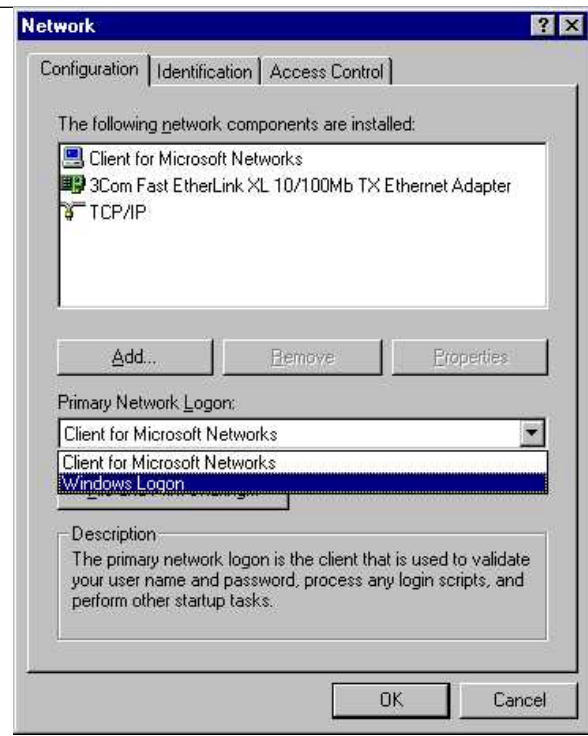 Network
Configuration Identification Access Control
The following network components are installed:
Client for Microsoft Networks
3Com Fast EtherLink XL 10/100Mb TX Ethernet Adapter
TCP/IP
Add... Remove Properties
Primary Network Logon:
Client for Microsoft Networks
Client for Microsoft Networks
Windows Logon
Description
The primary network logon is the client that is used to validate
your user name and password, process any login scripts, and
perform other startup tasks.
OK Cancel